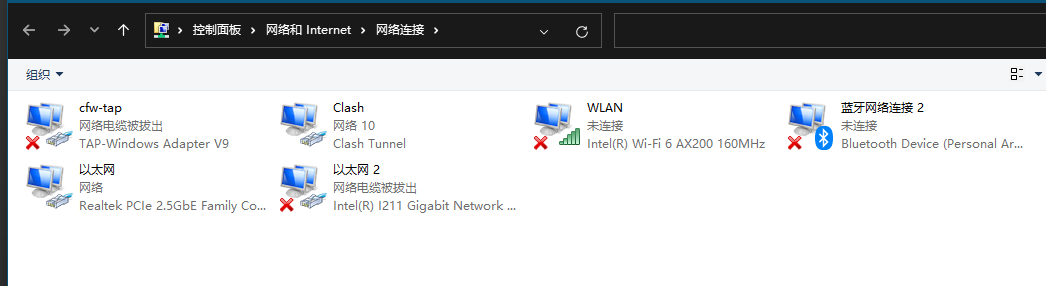 控制面板 > 网络和 Internet > 网络连接 >
组织
cfw-tap
网络电缆被拔出
TAP-Windows Adapter V9
Clash
网络 10
Clash Tunnel
WLAN
未连接
Intel(R) Wi-Fi 6 AX200 160MHz
蓝牙网络连接 2
未连接
Bluetooth Device (Personal Ar...
以太网
网络
Realtek PCIe 2.5GbE Family Co...
以太网 2
网络电缆被拔出
Intel(R) I211 Gigabit Network ...